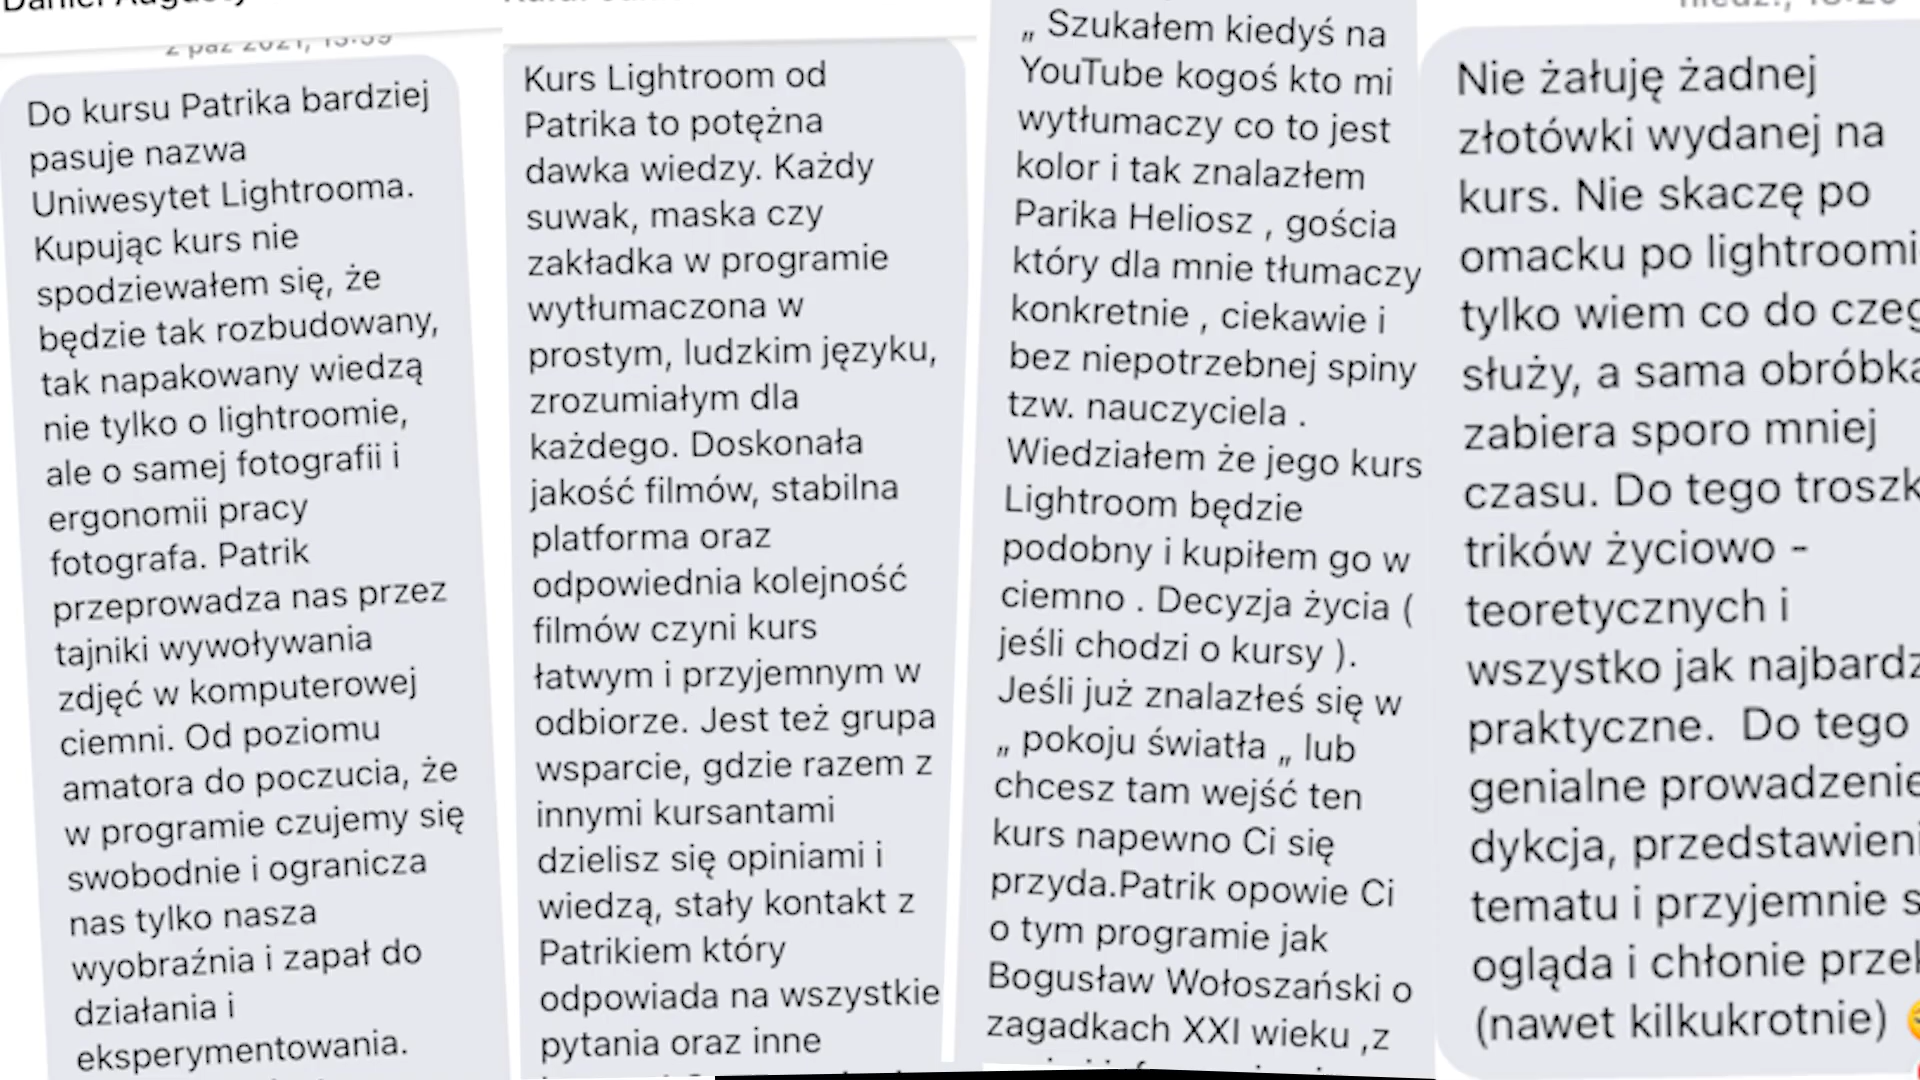 2 paź 2021, 13:59
Do kursu Patrika bardziej
pasuje nazwa
Uniwesytet Lightrooma.
Kupując kurs nie
spodziewałem się, że
będzie tak rozbudowany,
tak napakowany wiedzą
nie tylko o lightroomie,
ale o samej fotografii i
ergonomii pracy
fotografa. Patrik
przeprowadza nas przez
tajniki wywoływania
zdjęć w komputerowej
ciemni. Od poziomu
amatora do poczucia, że
w programie czujemy się
swobodnie i ogranicza
nas tylko nasza
wyobraźnia i zapał do
działania i
eksperymentowania.
Kurs Lightroom od
Patrika to potężna
dawka wiedzy. Każdy
suwak, maska czy
zakładka w programie
wytłumaczona w
prostym, ludzkim języku,
zrozumiałym dla
każdego. Doskonała
jakość filmów, stabilna
platforma oraz
odpowiednia kolejność
filmów czyni kurs
łatwym i przyjemnym w
odbiorze. Jest też grupa
wsparcie, gdzie razem z
innymi kursantami
dzielisz się opiniami i
wiedzą, stały kontakt z
Patrikiem który
odpowiada na wszystkie
pytania oraz inne
„ Szukałem kiedyś na
YouTube kogoś kto mi
wytłumaczy co to jest
kolor i tak znalazłem
Parika Heliosz , gościa
który dla mnie tłumaczy
konkretnie , ciekawie i
bez niepotrzebnej spiny
tzw. nauczyciela .
Wiedziałem że jego kurs
Lightroom będzie
podobny i kupiłem go w
ciemno . Decyzja życia (
jeśli chodzi o kursy ).
Jeśli już znalazłeś się w
„ pokoju światła „ lub
chcesz tam wejść ten
kurs napewno Ci się
przyda.Patrik opowie Ci
o tym programie jak
Bogusław Wołoszański o
zagadkach XXI wieku ,z
Nie żałuję żadnej
złotówki wydanej na
kurs. Nie skaczę po
omacku po lightroomi
tylko wiem co do czeg
służy, a sama obróbka
zabiera sporo mniej
czasu. Do tego troszk
trików życiowo -
teoretycznych i
wszystko jak najbardz
praktyczne. Do tego
genialne prowadzenie
dykcja, przedstawieni
tematu i przyjemnie s
ogląda i chłonie przek
(nawet kilkukrotnie)